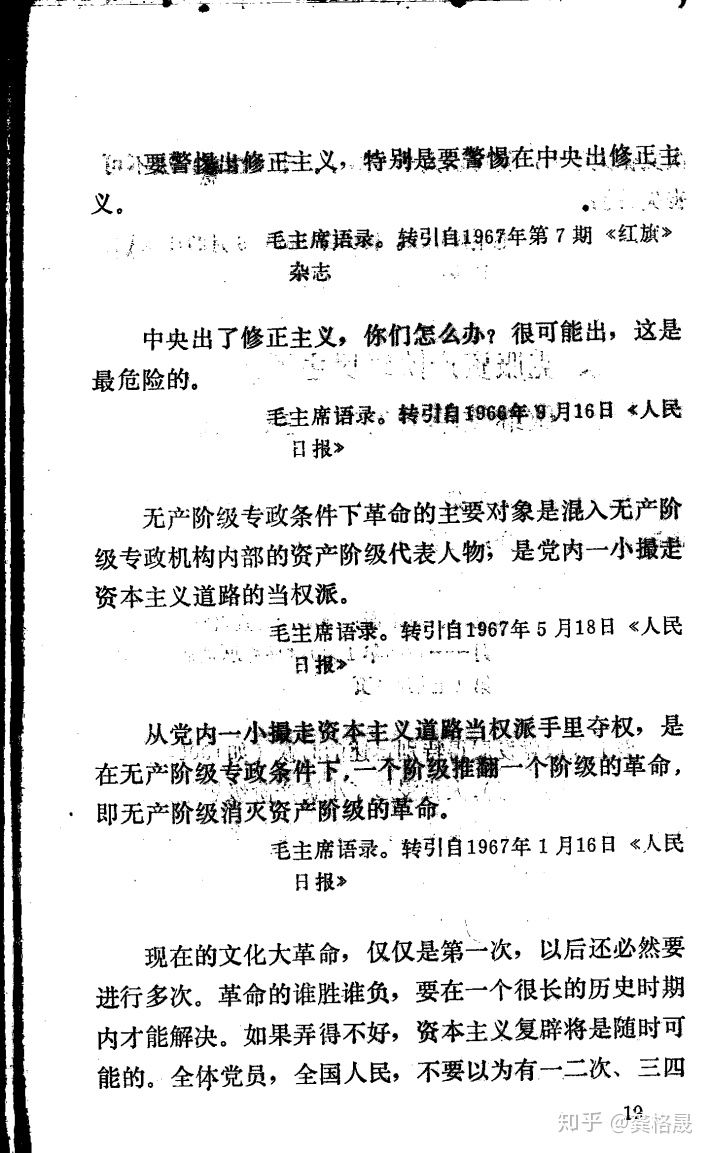 要警惕出修正主义，特别是要警惕在中央出修正主
义。
毛主席语录。转引自1967年第7期《红旗》
杂志
中央出了修正主义，你们怎么办？很可能出，这是
最危险的。
毛主席语录。转引自1966年9月16日《人民
日报》
无产阶级专政条件下革命的主要对象是混入无产阶
级专政机构内部的资产阶级代表人物，是党内一小撮走
资本主义道路的当权派。
毛主席语录。转引自1967年5月18日《人民
日报》
从党内一小撮走资本主义道路当权派手里夺权，是
在无产阶级专政条件下，一个阶级推翻一个阶级的革命，
即无产阶级消灭资产阶级的革命。
毛主席语录。转引自1967年1月16日《人民
日报》
现在的文化大革命，仅仅是第一次，以后还必然要
进行多次。革命的谁胜谁负，要在一个很长的历史时期
内才能解决。如果弄得不好，资本主义复辟将是随时可
能的。全体党员，全国人民，不要以为有一二次、三四
19
知乎 @龚格晟